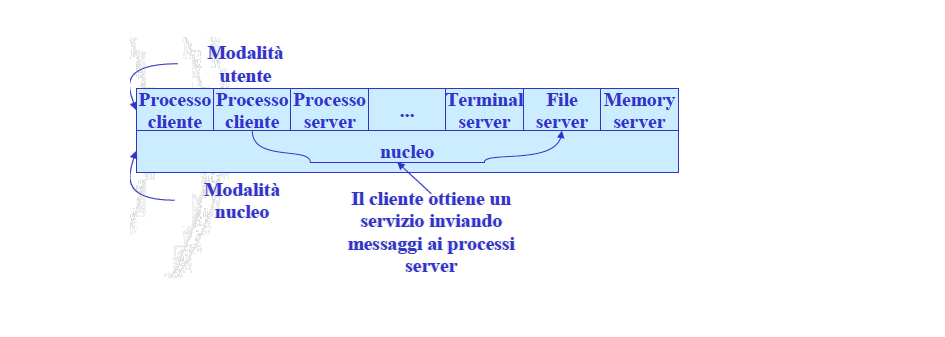 Modalità
utente
Processo Processo Processo ... Terminal File Memory
cliente cliente server server server server
nucleo
Modalità
nucleo
Il cliente ottiene un
servizio inviando
messaggi ai processi
server